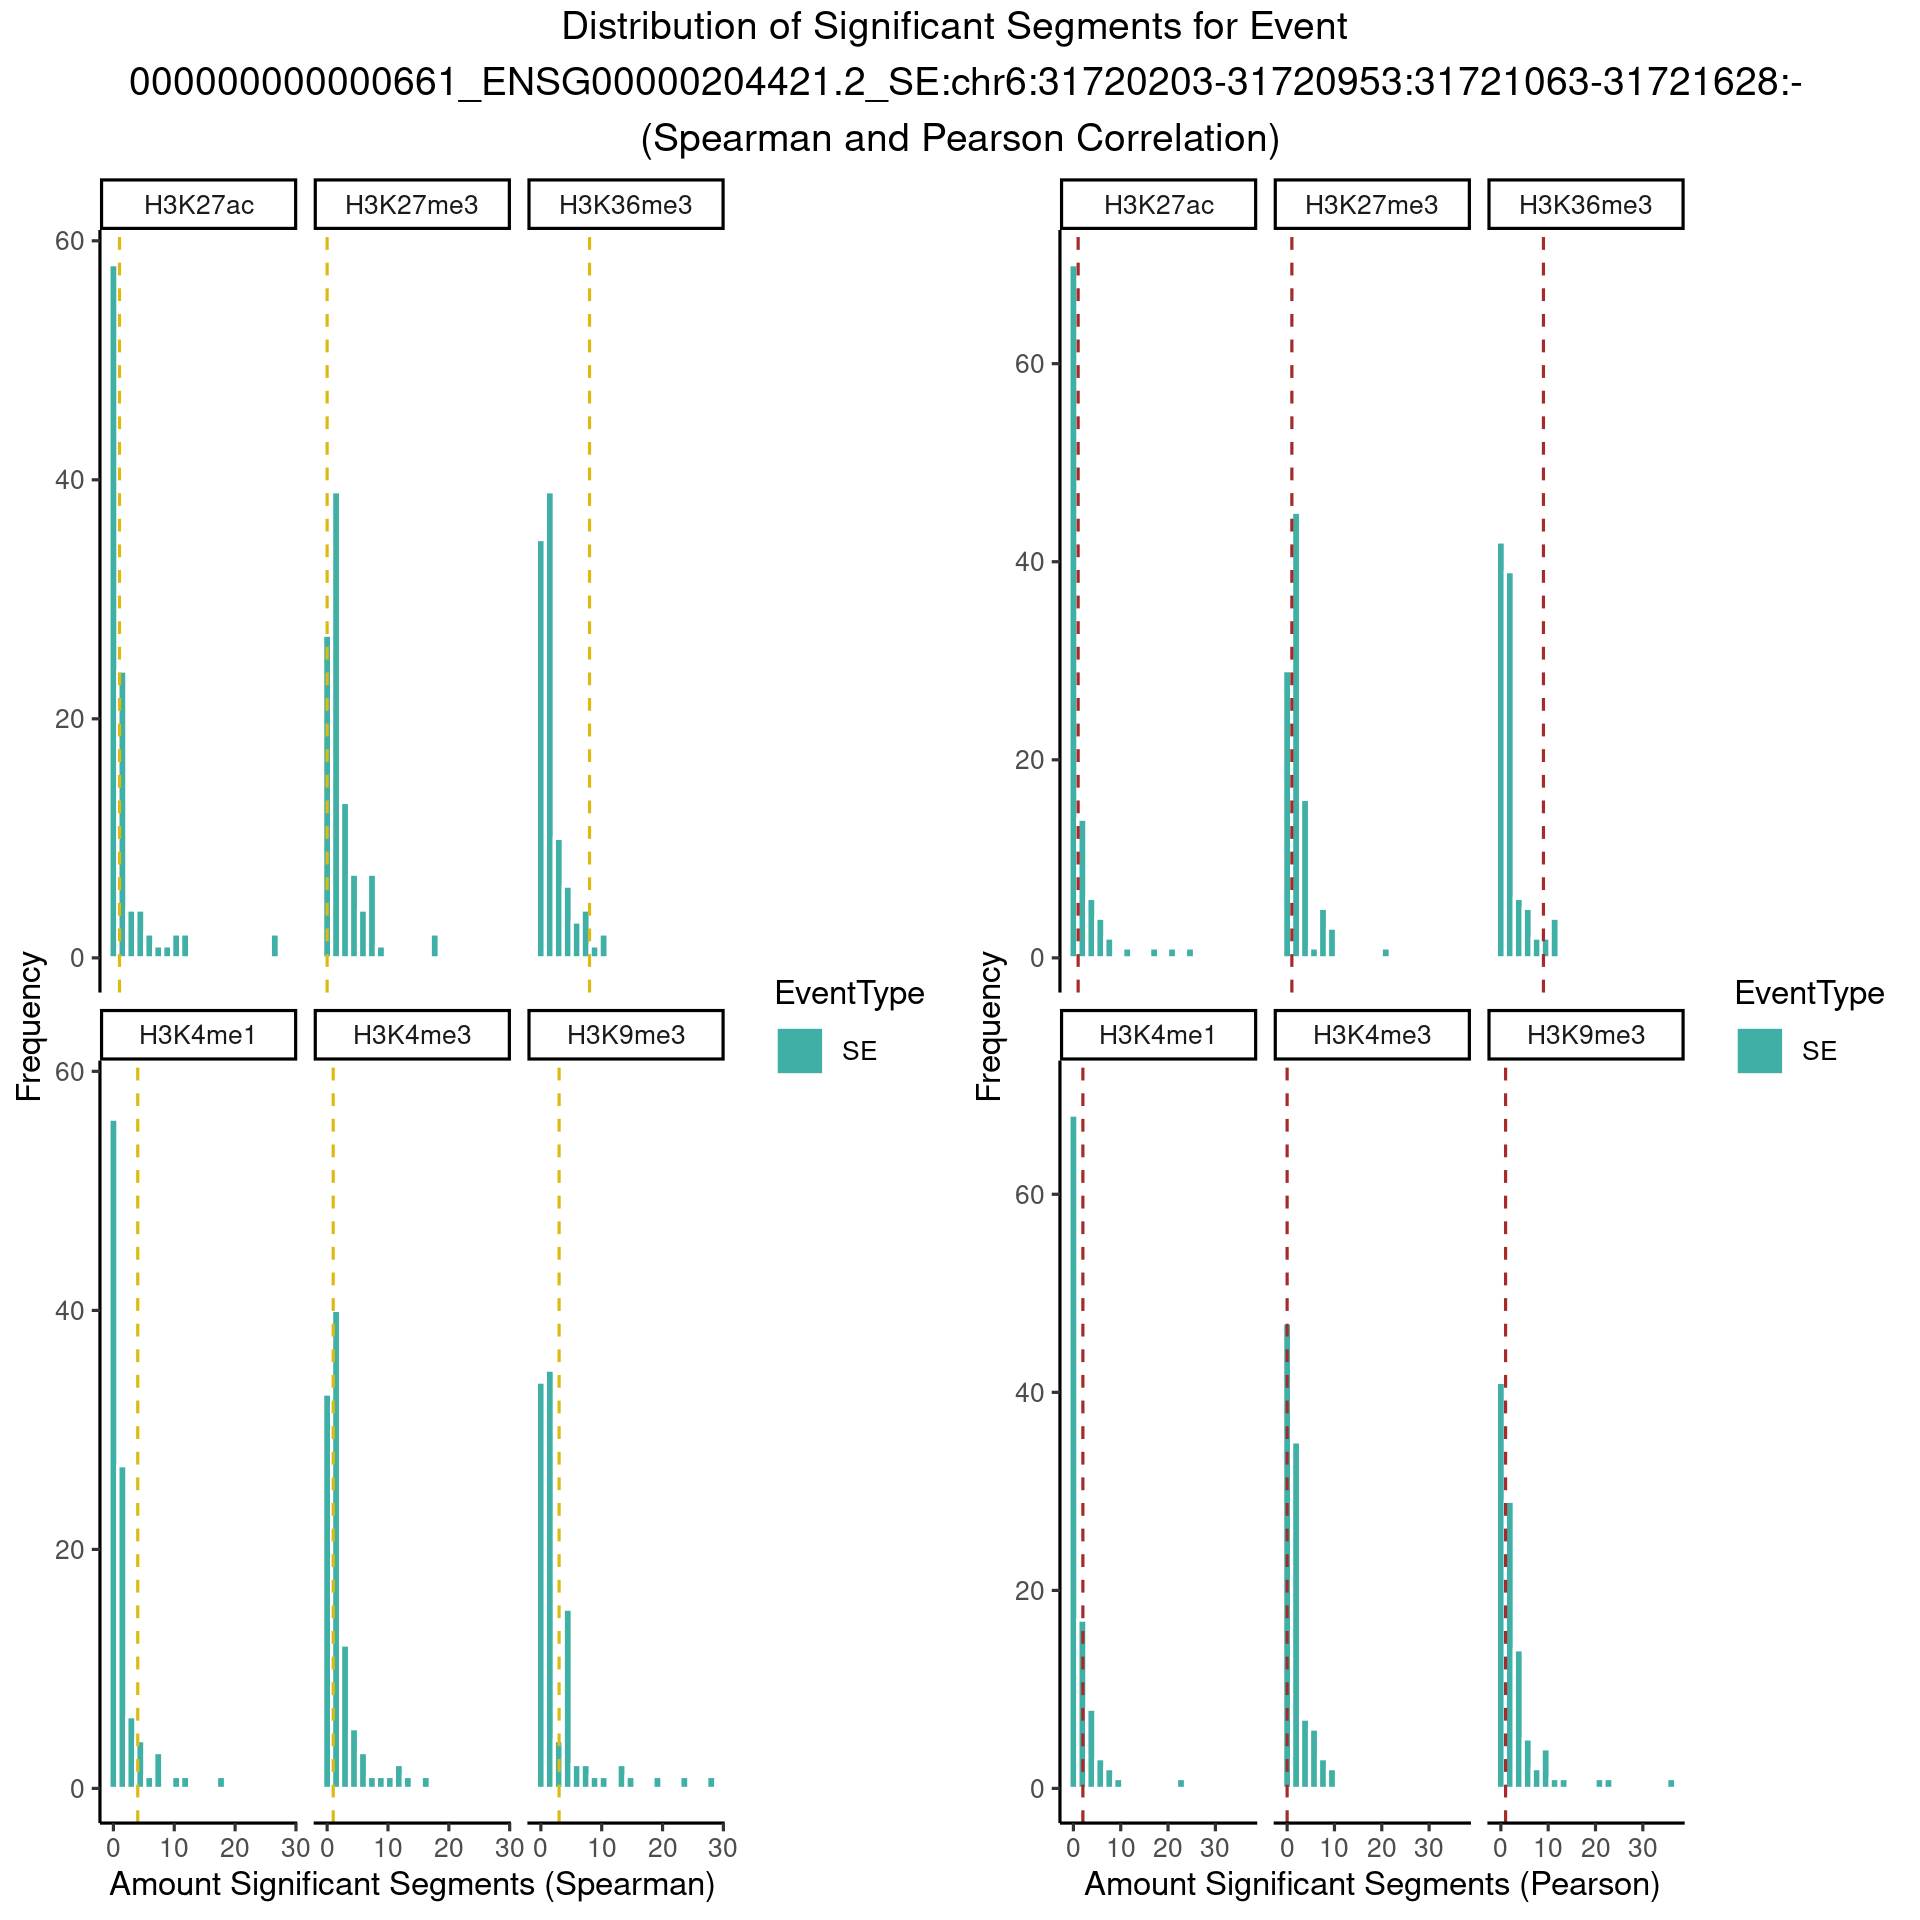 Distribution of Significant Segments for Event
000000000000661_ENSG00000204421.2_SE:chr6:31720203-31720953:31721063-31721628:-
(Spearman and Pearson Correlation)
H3K27ac H3K27me3 H3K36me3
60
40
20
0
H3K4me1 H3K4me3 H3K9me3
60
40
20
0
0 10 20 30 0 10 20 30 0 10 20 30
Amount Significant Segments (Spearman)
Frequency
EventType
SE
H3K27ac H3K27me3 H3K36me3
60
40
20
0
H3K4me1 H3K4me3 H3K9me3
60
40
20
0
0 10 20 30 0 10 20 30 0 10 20 30
Amount Significant Segments (Pearson)
Frequency
EventType
SE